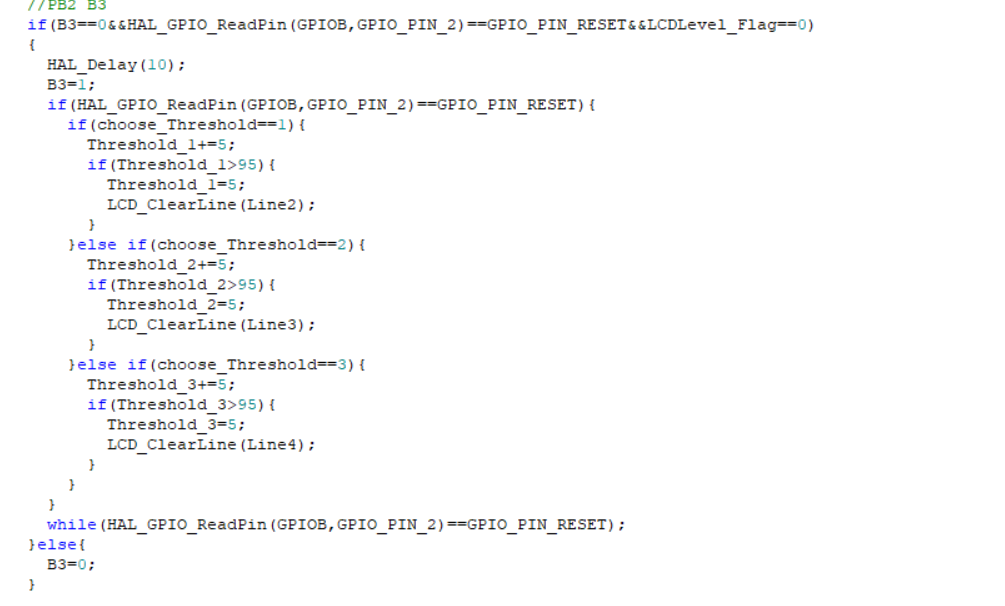 //PB2 B3
if(B3==0&&HAL_GPIO_ReadPin(GPIOB,GPIO_PIN_2)==GPIO_PIN_RESET&&LCDLevel_Flag==0)
{
  HAL_Delay(10);
  B3=1;
  if(HAL_GPIO_ReadPin(GPIOB,GPIO_PIN_2)==GPIO_PIN_RESET){
    if(choose_Threshold==1){
      Threshold_1+=5;
      if(Threshold_1>95){
        Threshold_1=5;
        LCD_ClearLine(Line2);
      }
    }else if(choose_Threshold==2){
      Threshold_2+=5;
      if(Threshold_2>95){
        Threshold_2=5;
        LCD_ClearLine(Line3);
      }
    }else if(choose_Threshold==3){
      Threshold_3+=5;
      if(Threshold_3>95){
        Threshold_3=5;
        LCD_ClearLine(Line4);
      }
    }
  }
  while(HAL_GPIO_ReadPin(GPIOB,GPIO_PIN_2)==GPIO_PIN_RESET);
}else{
  B3=0;
}